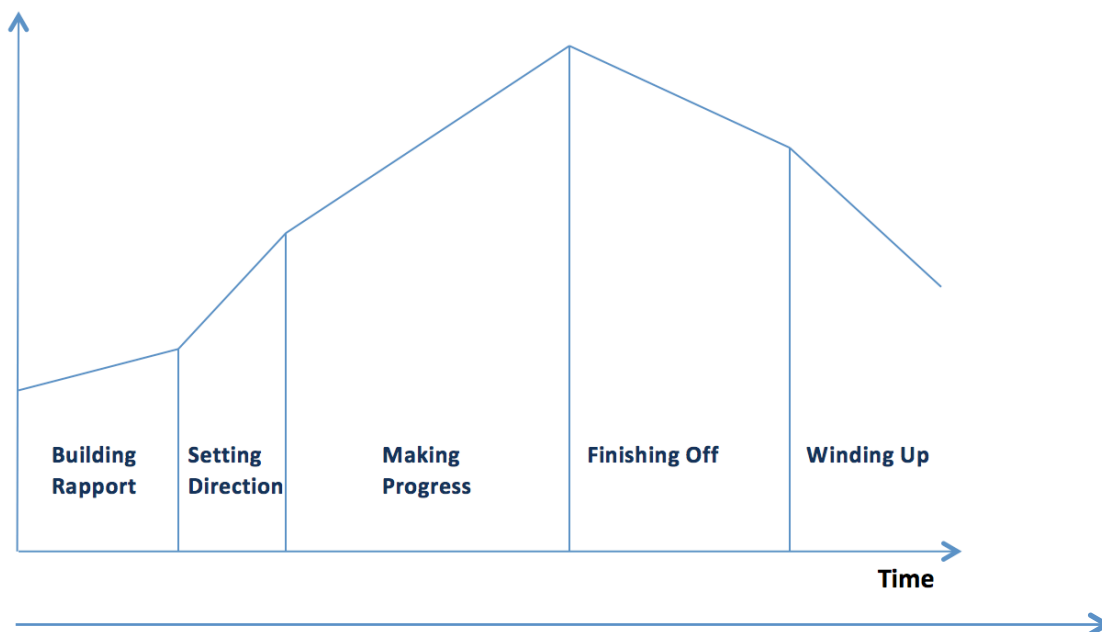 Building
Rapport
Setting
Direction
Making
Progress
Finishing Off
Winding Up
Time